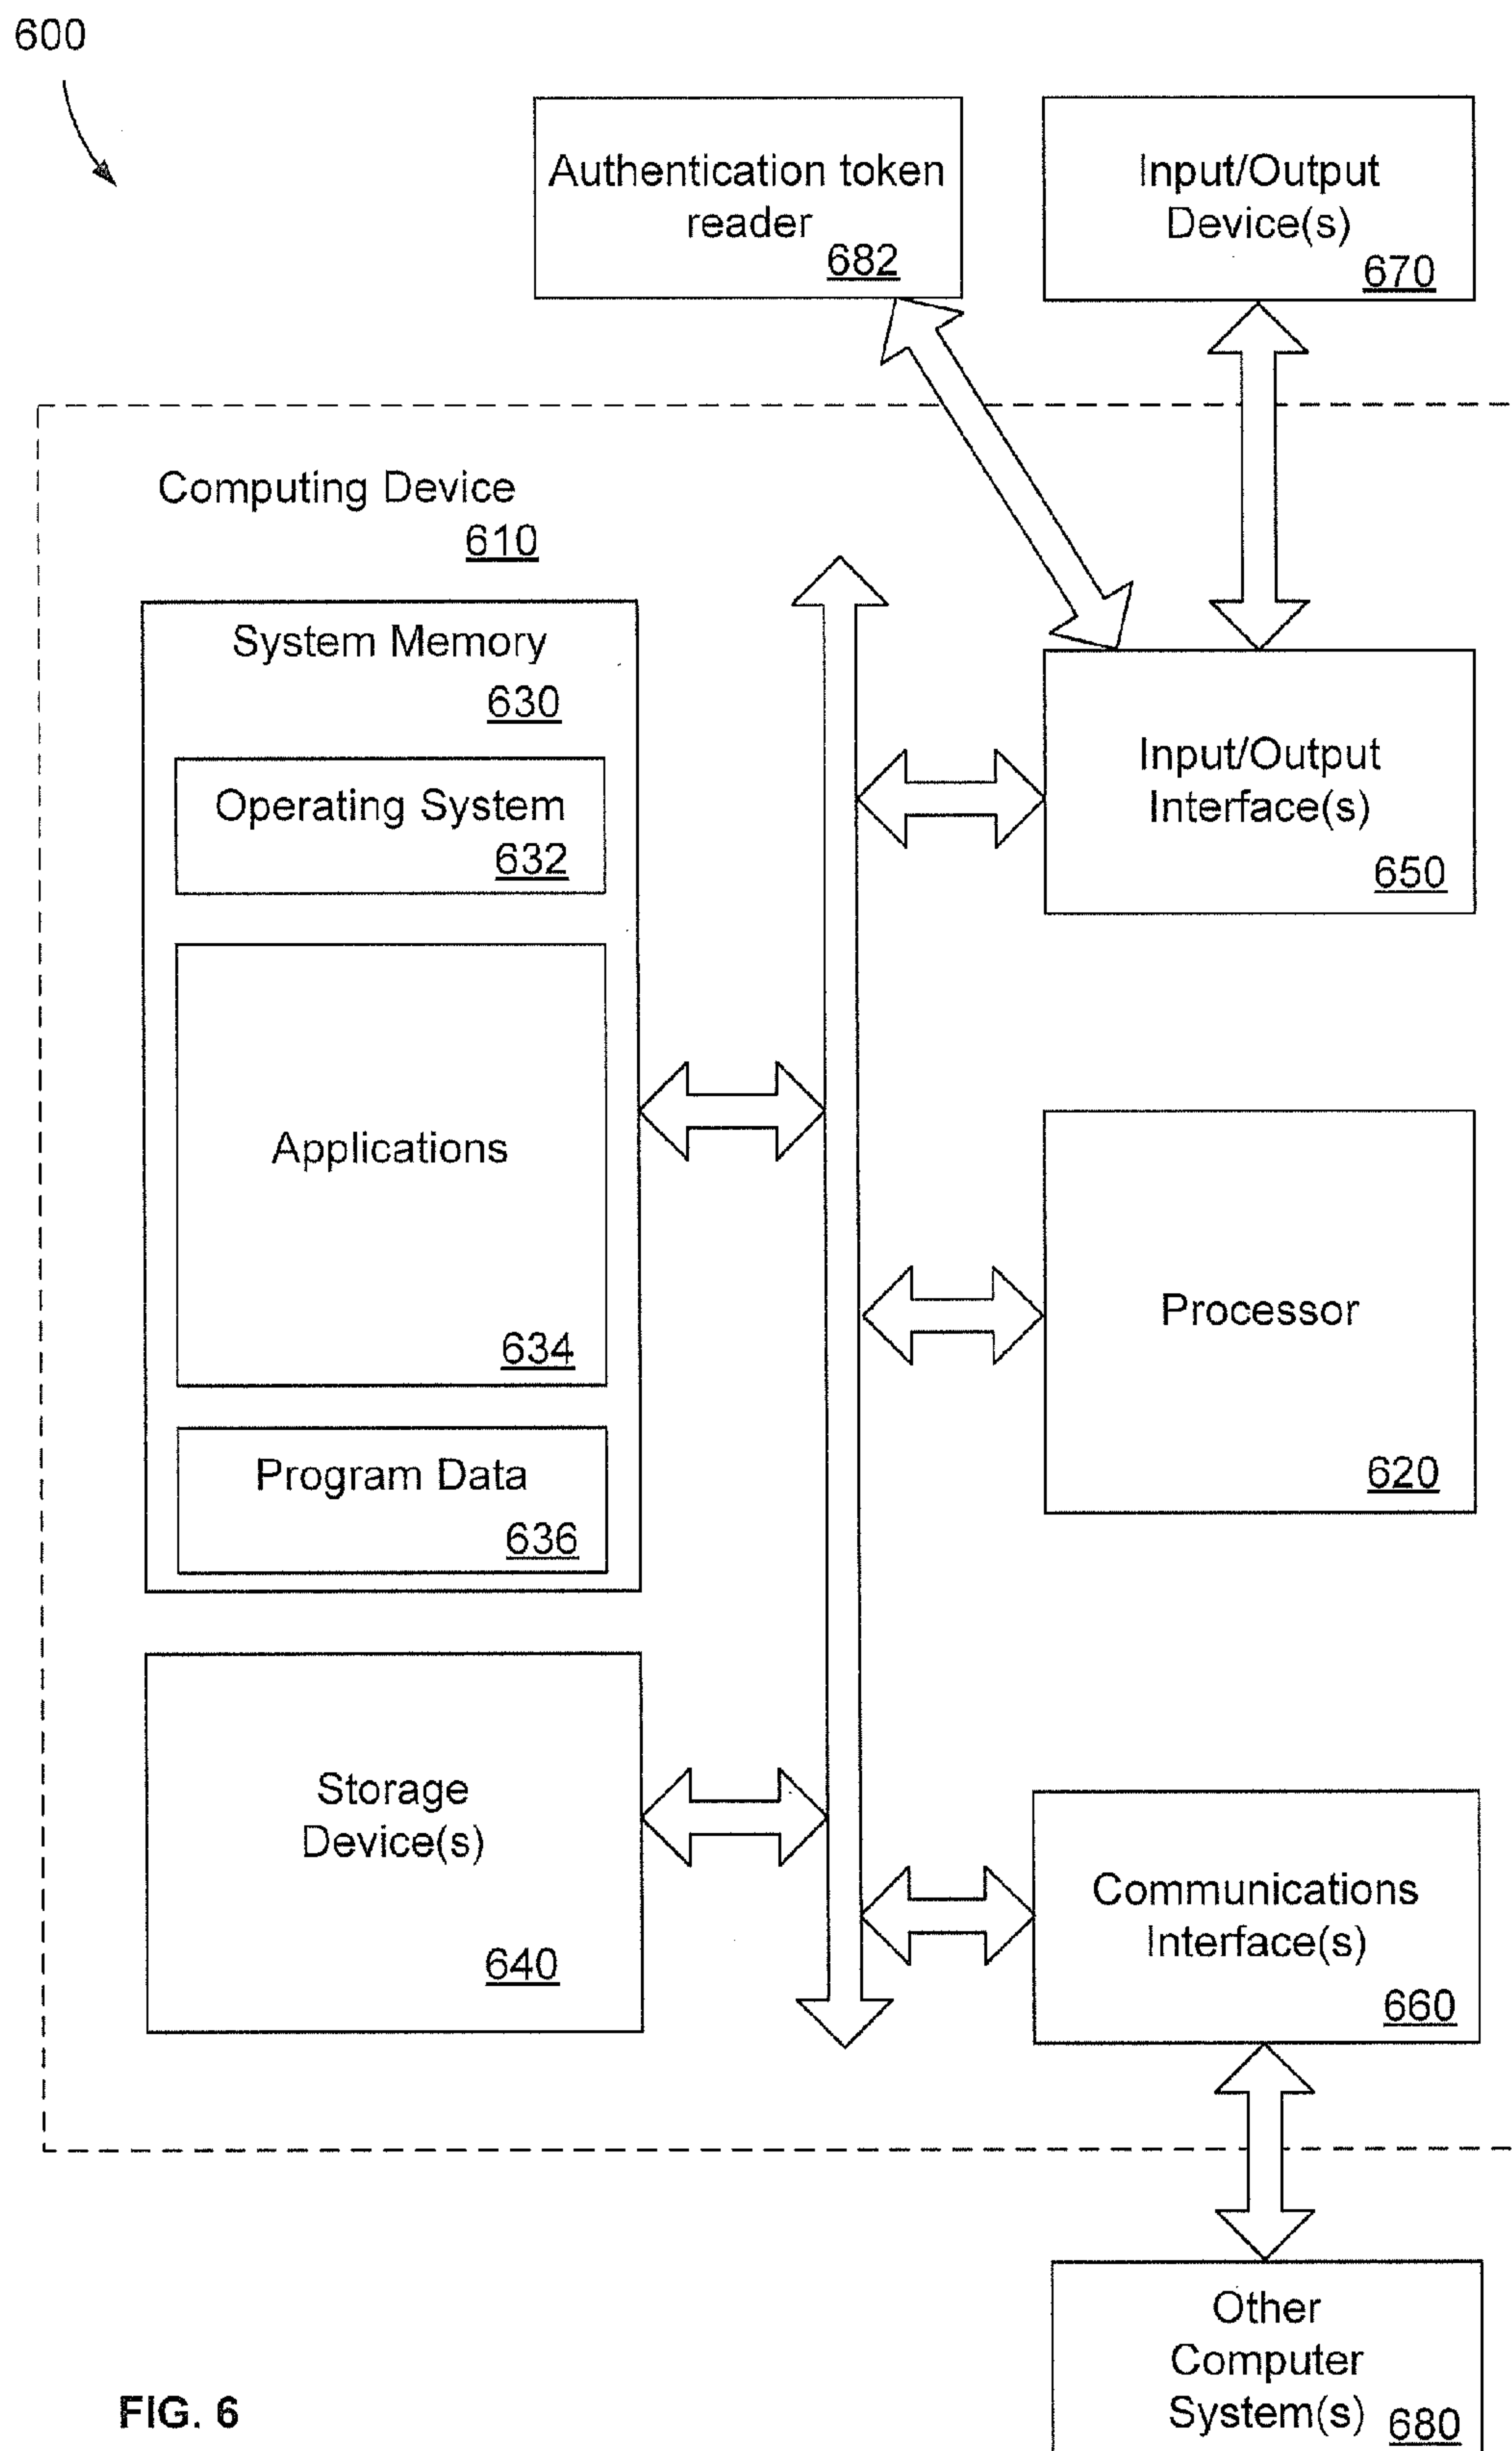 600
Authentication token
reader
682
Input/Output
Device(s)
670
Computing Device
610
System Memory
630
Operating System
632
Applications
634
Program Data
636
Storage
Device(s)
640
Input/Output
Interface(s)
650
Processor
620
Communications
Interface(s)
660
Other
Computer
System(s)
680
FIG. 6